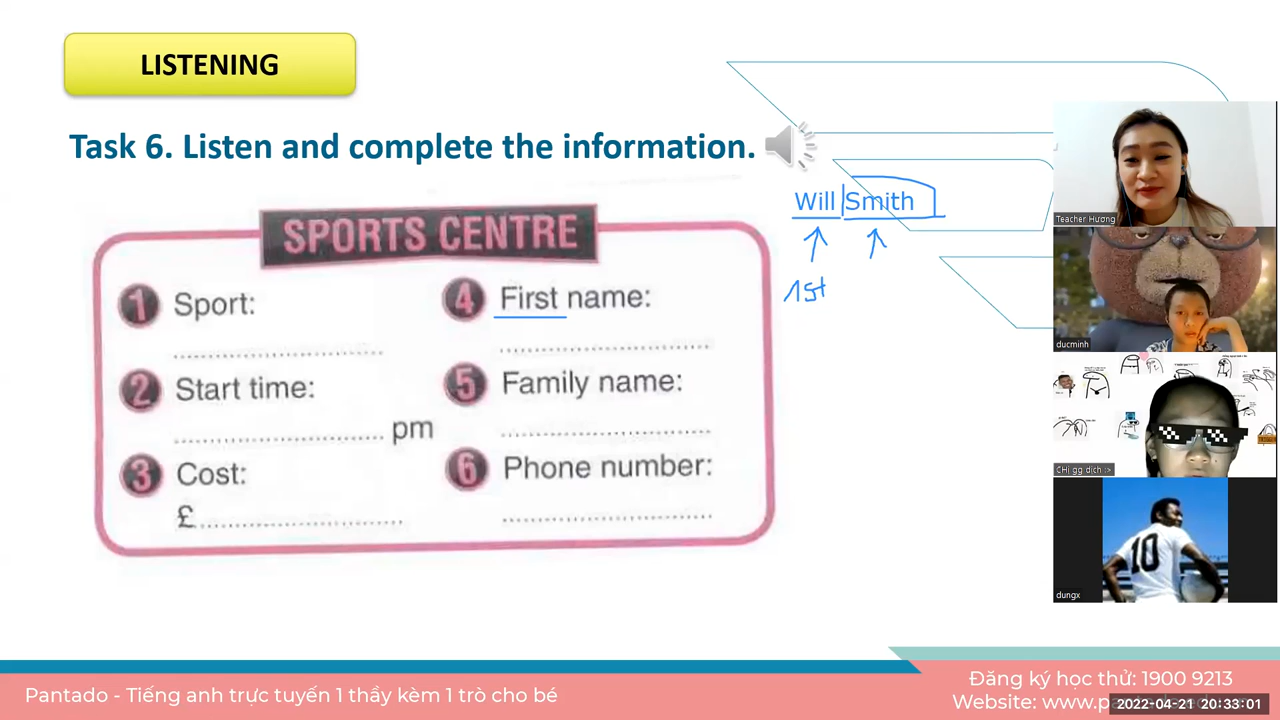 LISTENING
Task 6. Listen and complete the information.
Will Smith
1st
SPORTS CENTRE
1 Sport:
2 Start time:
pm
3 Cost:
£
4 First name:
5 Family name:
6 Phone number:
Teacher Hương
ducminh
CHị gg dịch :>
10
dungx
Pantado - Tiếng anh trực tuyến 1 thầy kèm 1 trò cho bé
Đăng ký học thử: 1900 9213
Website: www.
2022-04-21 20:33:01